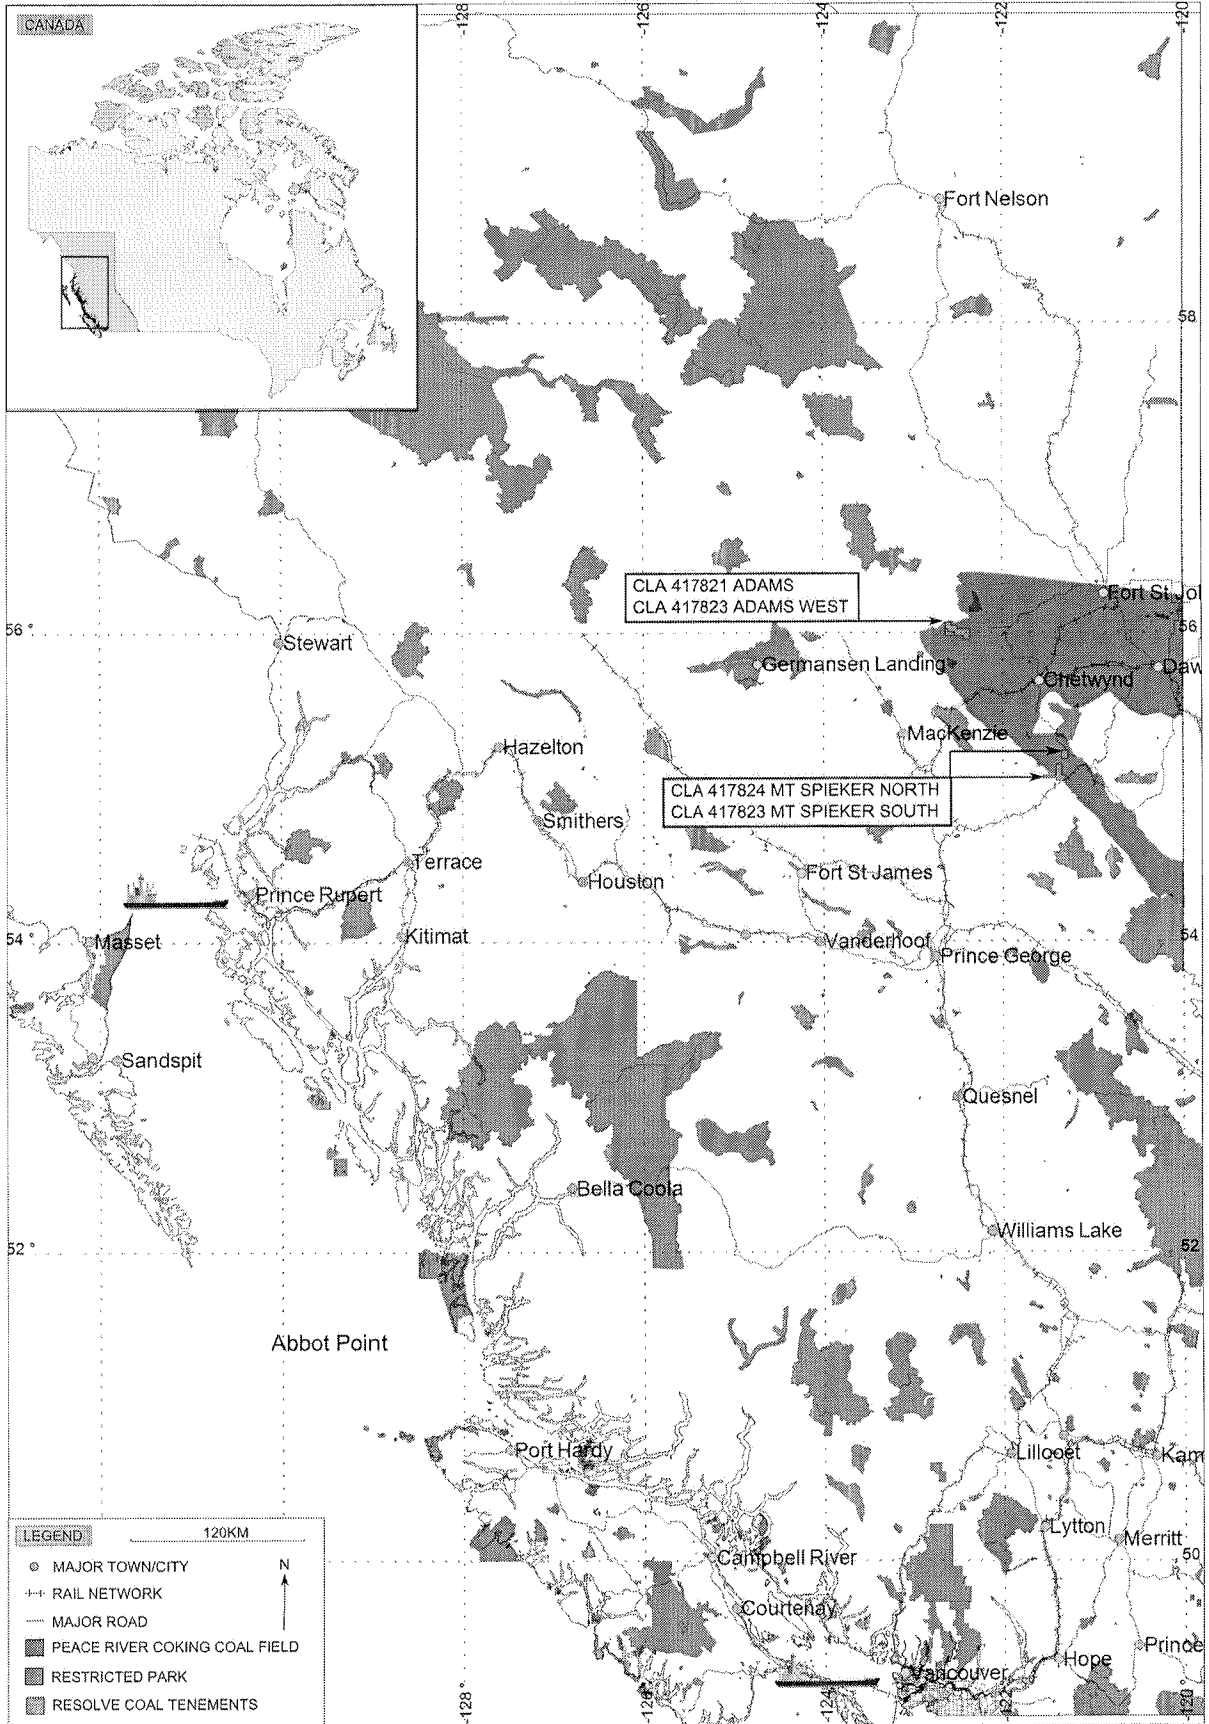 CANADA
-128
-126
-124
-122
-120
Fort Nelson
58
CLA 417821 ADAMS
CLA 417823 ADAMS WEST
Fort St Jo
56°
56
Stewart
Germansen Landing
Daw
Chetwynd
MacKenzie
Hazelton
CLA 417824 MT SPIEKER NORTH
CLA 417823 MT SPIEKER SOUTH
Smithers
Terrace
Fort St James
Houston
Prince Rupert
Masset
54
Kitimat
Vanderhoof
54
Prince George
Sandspit
Quesnel
Bella Coola
Williams Lake
52°
52
Abbot Point
Port Hardy
Lillooet
Kam
LEGEND
120KM
Lytton
Merritt
MAJOR TOWN/CITY
N
Campbell River
50
RAIL NETWORK
Courtenay
MAJOR ROAD
PEACE RIVER COKING COAL FIELD
Prince
Hope
RESTRICTED PARK
Vancouver
RESOLVE COAL TENEMENTS
-128°
-126°
-124°
-122
-120°